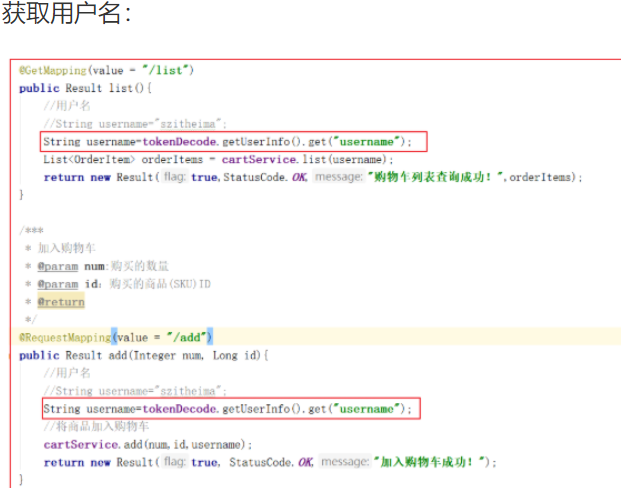 获取用户名：
@GetMapping(value = "/list")
public Result list(){
//用户名
//String username="szitheima";
String username=tokenDecode.getUserInfo().get("username");
List<OrderItem> orderItems = cartService.list(username);
return new Result( flag: true,StatusCode.OK, message: "购物车列表查询成功！",orderItems);
}
/***
* 加入购物车
* @param num:购买的数量
* @param id：购买的商品(SKU)ID
* @return
*/
@RequestMapping(value = "/add")
public Result add(Integer num, Long id){
//用户名
//String username="szitheima";
String username=tokenDecode.getUserInfo().get("username");
//将商品加入购物车
cartService.add(num,id,username);
return new Result( flag: true, StatusCode.OK, message: "加入购物车成功！");
}